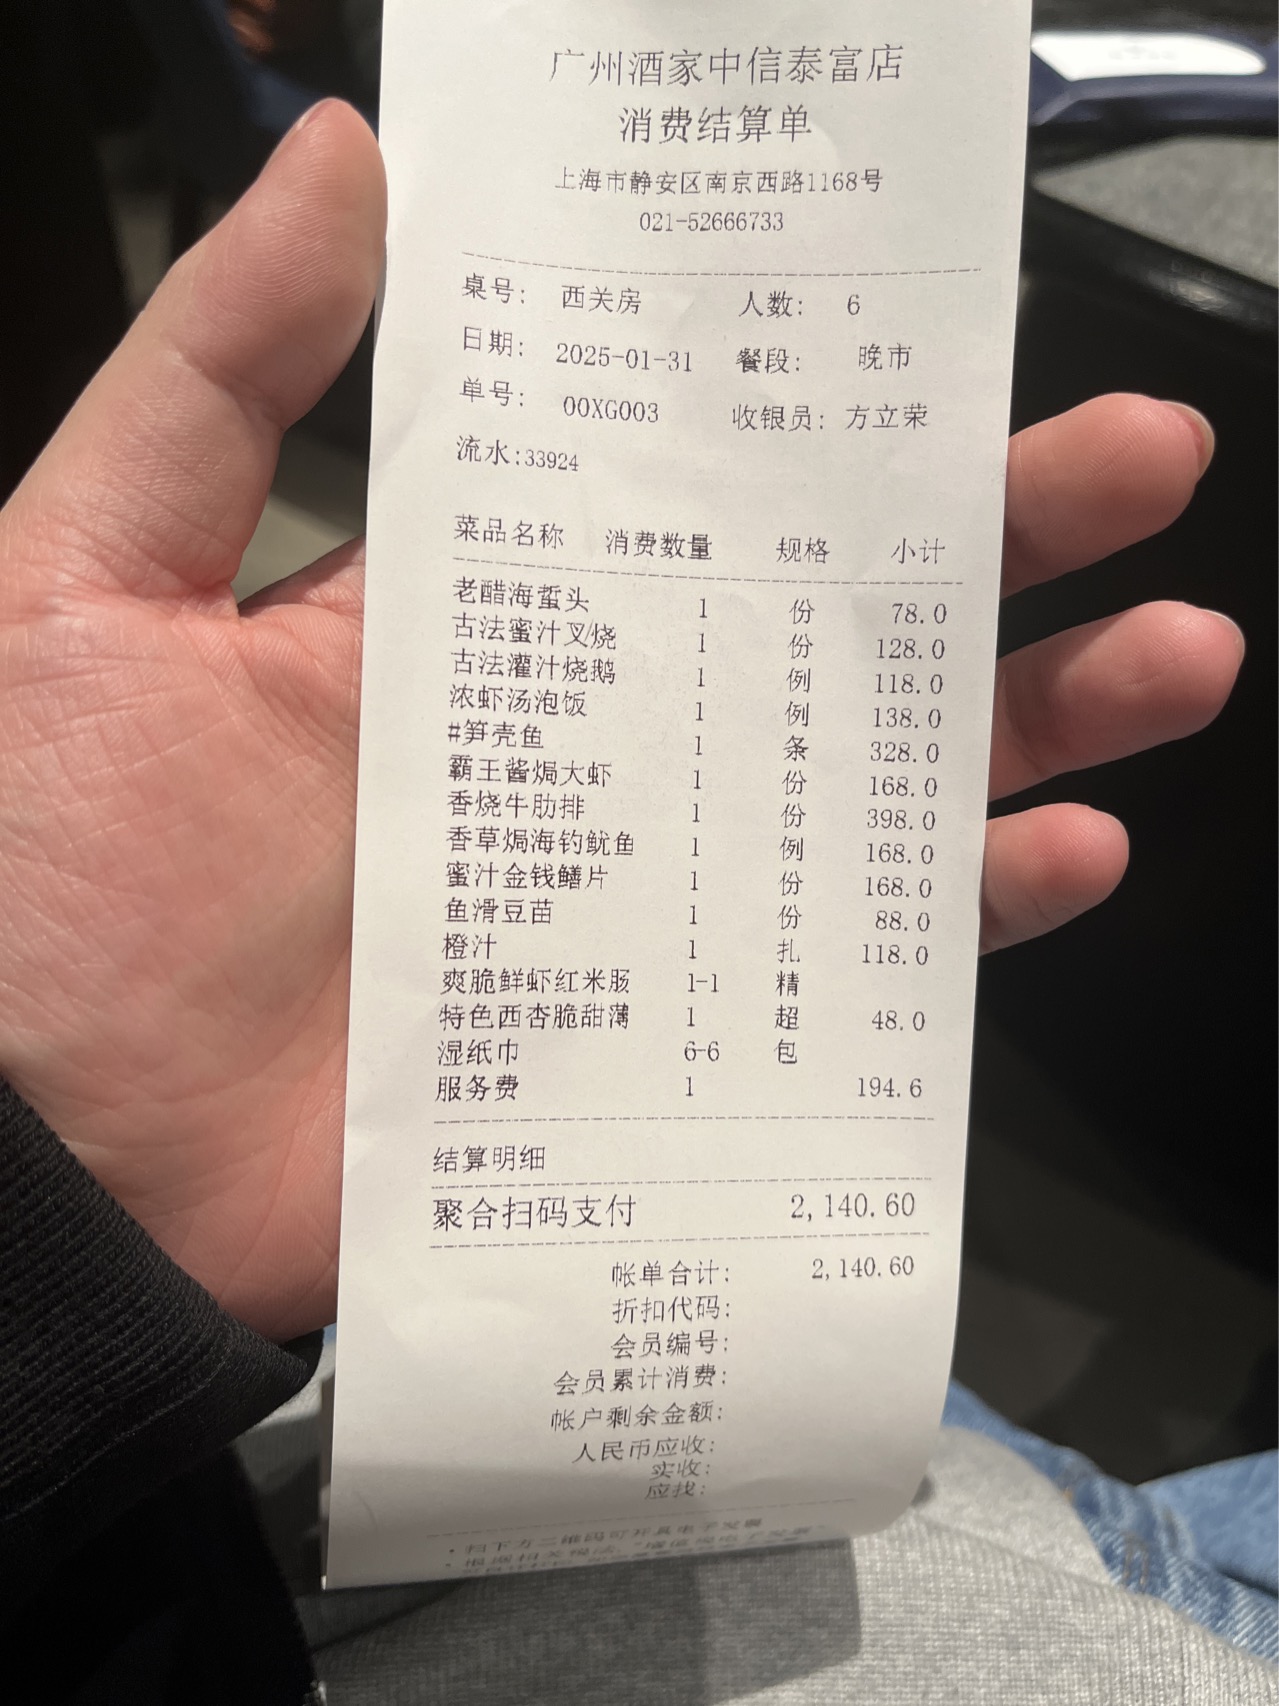 广州酒家中信泰富店
消费结算单
上海市静安区南京西路1168号
021-52666733
桌号: 西关房 人数: 6
日期: 2025-01-31 餐段: 晚市
单号: 00XG003 收银员: 方立荣
流水:33924
菜品名称 消费数量 规格 小计
老醋海蜇头 1 份 78.0
古法蜜汁叉烧 1 份 128.0
古法灌汁烧鹅 1 例 118.0
浓虾汤泡饭 1 例 138.0
#笋壳鱼 1 条 328.0
霸王酱焗大虾 1 份 168.0
香烧牛肋排 1 份 398.0
香草焗海钓鱿鱼 1 例 168.0
蜜汁金钱鳝片 1 份 168.0
鱼滑豆苗 1 份 88.0
橙汁 1 扎 118.0
爽脆鲜虾红米肠 1-1 精
特色西杏脆甜薄 1 超 48.0
湿纸巾 6-6 包
服务费 1 194.6
结算明细
聚合扫码支付 2,140.60
帐单合计: 2,140.60
折扣代码:
会员编号:
会员累计消费:
帐户剩余金额:
人民币应收:
实收:
应找:
·扫下方二维码可开具电子发票